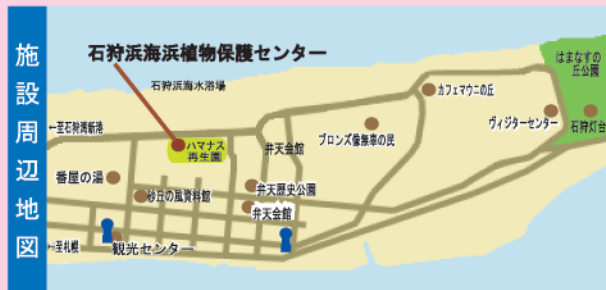 施設周辺地図
石狩浜海浜植物保護センター
石狩浜海水浴場
はまなすの
丘公園
カフェマウニの丘
←至石狩湾新港
ハマナス
再生園
弁天会館
ブロンズ像無辜の民
ヴィジターセンター
石狩灯台
番屋の湯
砂丘の風資料館
弁天歴史公園
弁天会館
←至札幌
観光センター